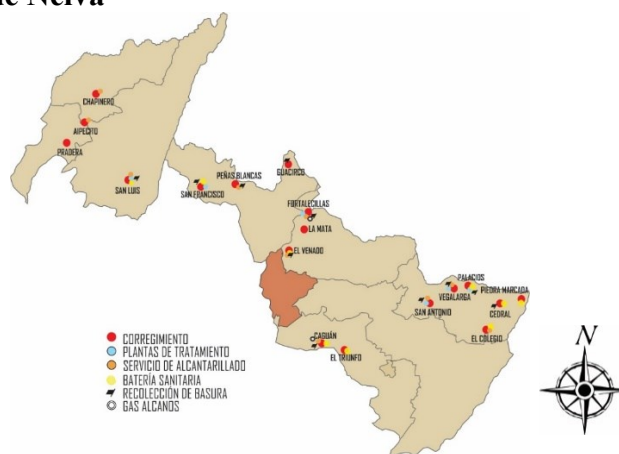 de Neiva
CHAPINERO
AIPECITO
PRADERA
SAN LUIS
PEÑAS BLANCAS
SAN FRANCISCO
GUACIRCO
FORTALECILLAS
LA MATA
EL VENADO
PALACIOS
VEGALARGA
PIEDRA MARCADA
SAN ANTONIO
CEDRAL
EL COLEGIO
CAGUÁN
EL TRIUNFO
CORREGIMIENTO
PLANTAS DE TRATAMIENTO
SERVICIO DE ALCANTARILLADO
BATERÍA SANITARIA
RECOLECCIÓN DE BASURA
GAS ALCANOS
N